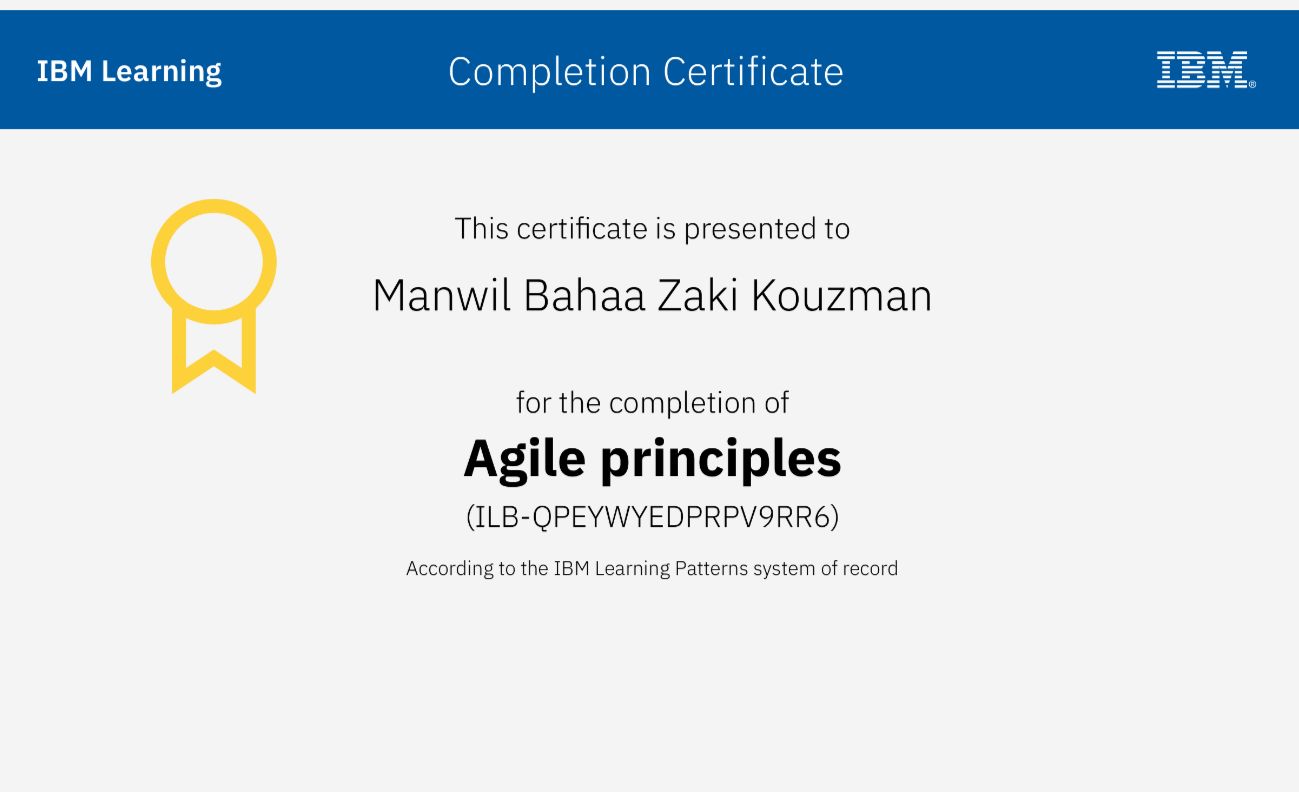 IBM Learning
Completion Certificate
IBM®
This certificate is presented to
Manwil Bahaa Zaki Kouzman
for the completion of
Agile principles
(ILB-QPEYWYEDPRPV9RR6)
According to the IBM Learning Patterns system of record